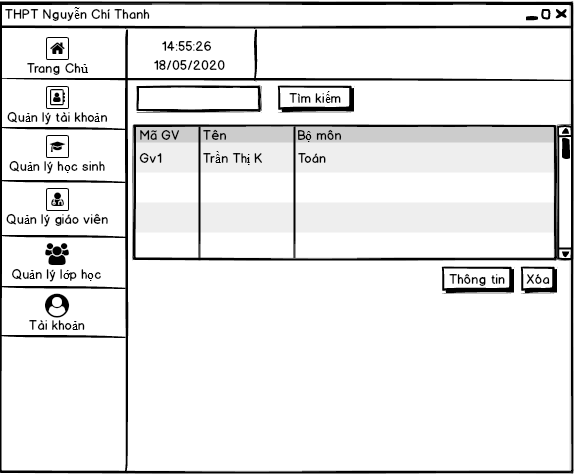 THPT Nguyễn Chí Thanh
Trang Chủ
14:55:26
18/05/2020
Quản lý tài khoản
Quản lý học sinh
Quản lý giáo viên
Quản lý lớp học
Tài khoản
Tìm kiếm
Mã GV Tên Bộ môn
Gv1 Trần Thị K Toán
Thông tin Xóa